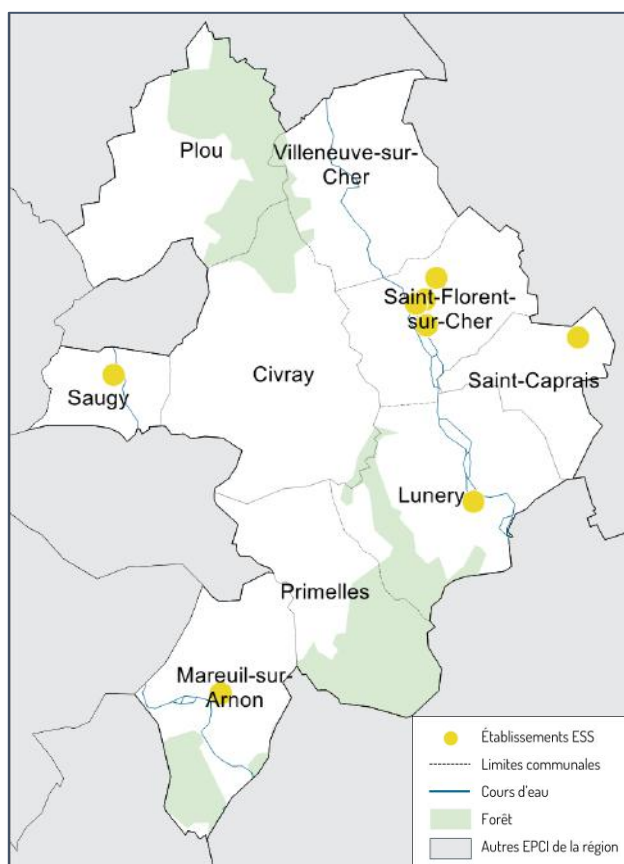 Plou
Villeneuve-sur-
Cher
Saint-Florent-
sur-Cher
Saint-Caprais
Civray
Saugy
Lunery
Primelles
Mareuil-sur-
Arnon
Établissements ESS
Limites communales
Cours d'eau
Forêt
Autres EPCI de la région